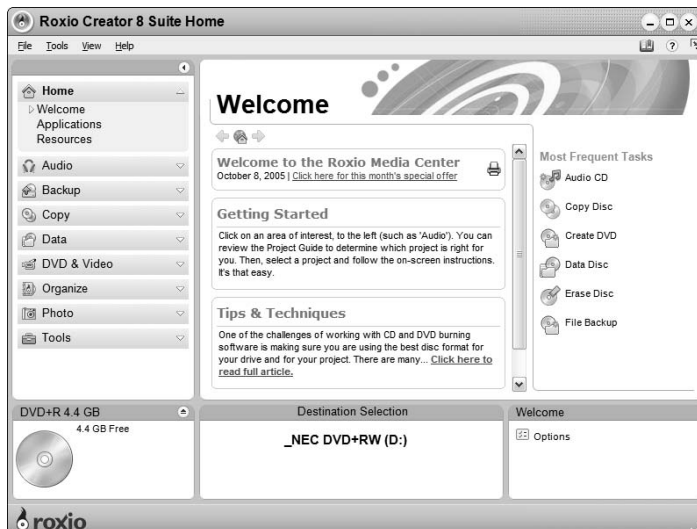 Roxio Creator 8 Suite Home
File Tools View Help
Home
Welcome
Applications
Resources
Audio
Backup
Copy
Data
DVD & Video
Organize
Photo
Tools
Welcome
Welcome to the Roxio Media Center
October 8, 2005 | Click here for this month's special offer
Getting Started
Click on an area of interest, to the left (such as 'Audio'). You can
review the Project Guide to determine which project is right for
you. Then, select a project and follow the on-screen instructions.
It's that easy.
Tips & Techniques
One of the challenges of working with CD and DVD burning
software is making sure you are using the best disc format for
your drive and for your project. There are many... Click here to
read full article.
Most Frequent Tasks
Audio CD
Copy Disc
Create DVD
Data Disc
Erase Disc
File Backup
DVD+R 4.4 GB
4.4 GB Free
Destination Selection
_NEC DVD+RW (D:)
Welcome
Options
roxio